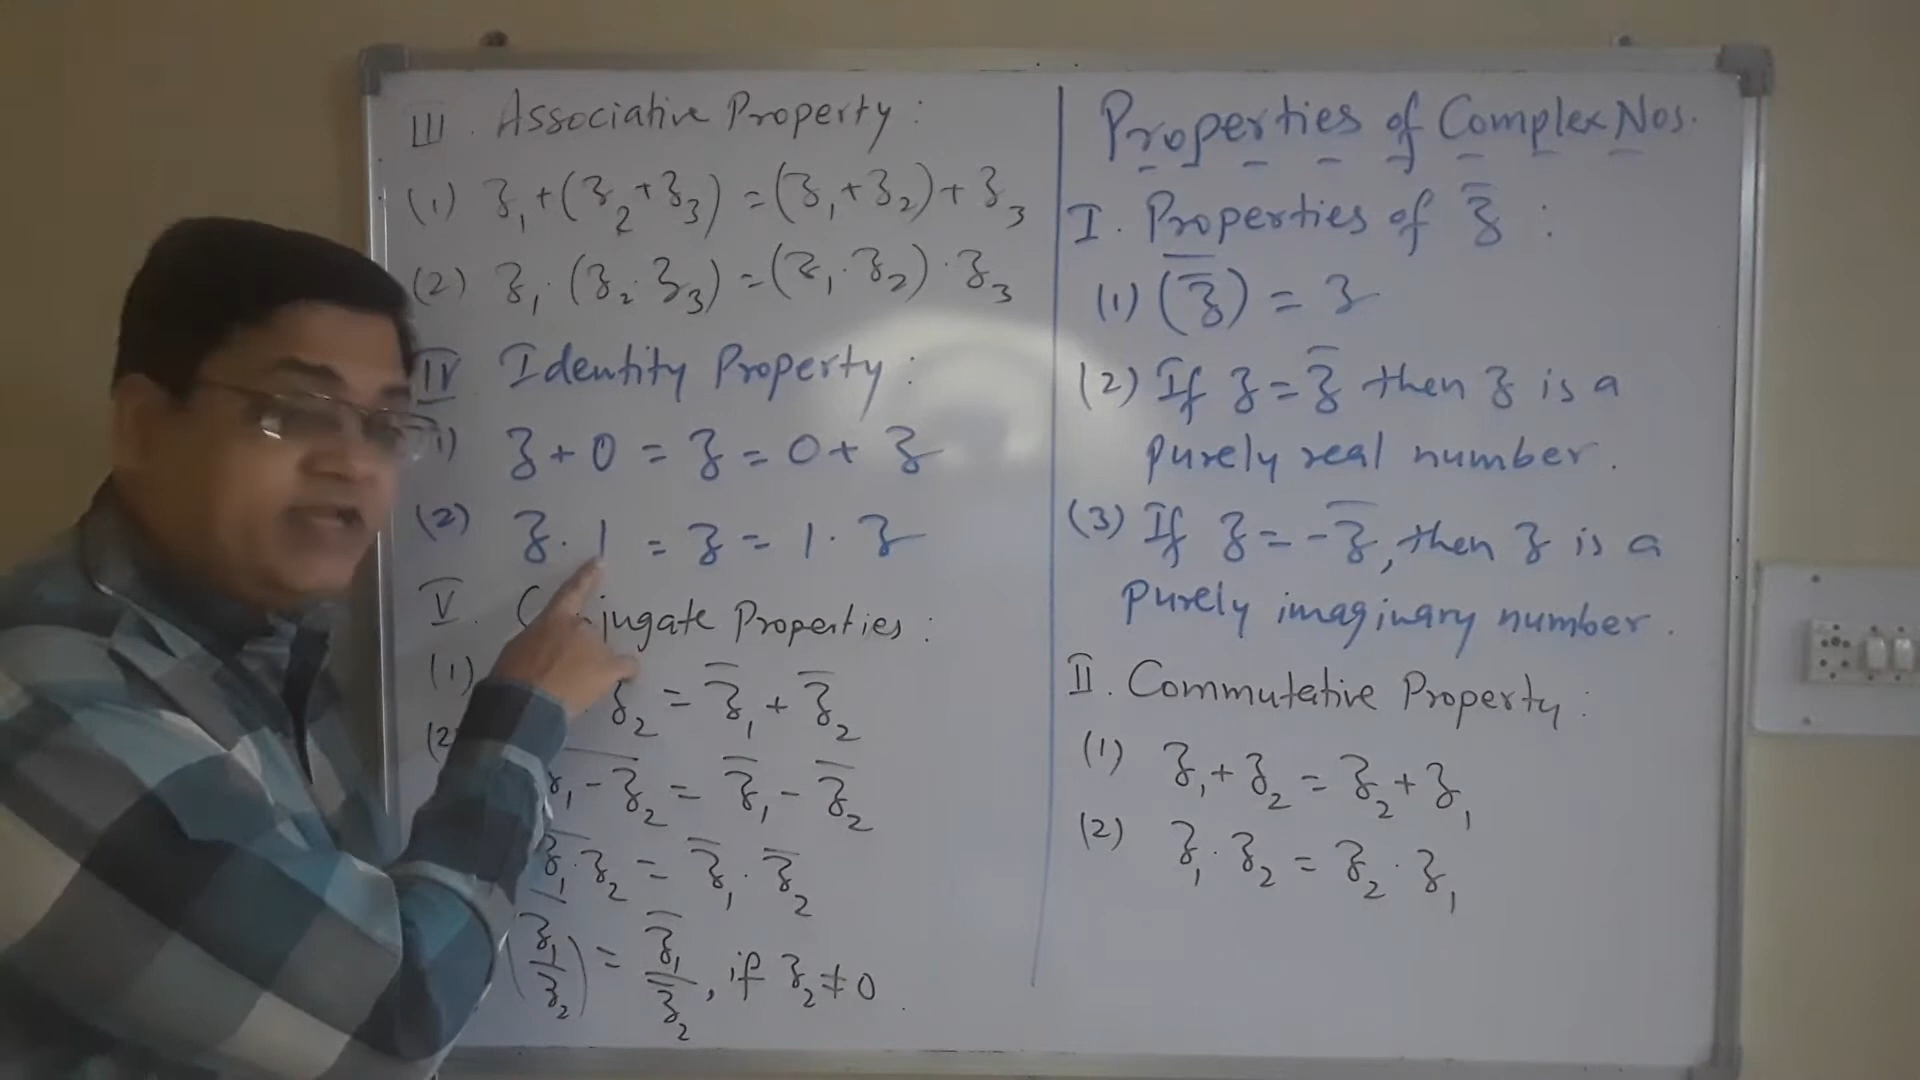 Properties of Complex Nos.
I. Properties of z̄ :
(1) (z̄)‾ = z
(2) If z = z̄ then z is a
purely real number.
(3) If z = -z̄, then z is a
purely imaginary number.
II. Commutative Property :
(1) z₁ + z₂ = z₂ + z₁
(2) z₁ · z₂ = z₂ · z₁
III. Associative Property :
(1) z₁ + (z₂ + z₃) = (z₁ + z₂) + z₃
(2) z₁ · (z₂ · z₃) = (z₁ · z₂) · z₃
IV Identity Property :
(1) z + 0 = z = 0 + z
(2) z · 1 = z = 1 · z
V. jugate Properties :
(1) z₂ = z̄₁ + z̄₂
(2 z₁ - z₂‾ = z̄₁ - z̄₂
z₁ · z₂‾ = z̄₁ · z̄₂
(z₁/z₂) = z̄₁/z̄₂, if z₂ ≠ 0.